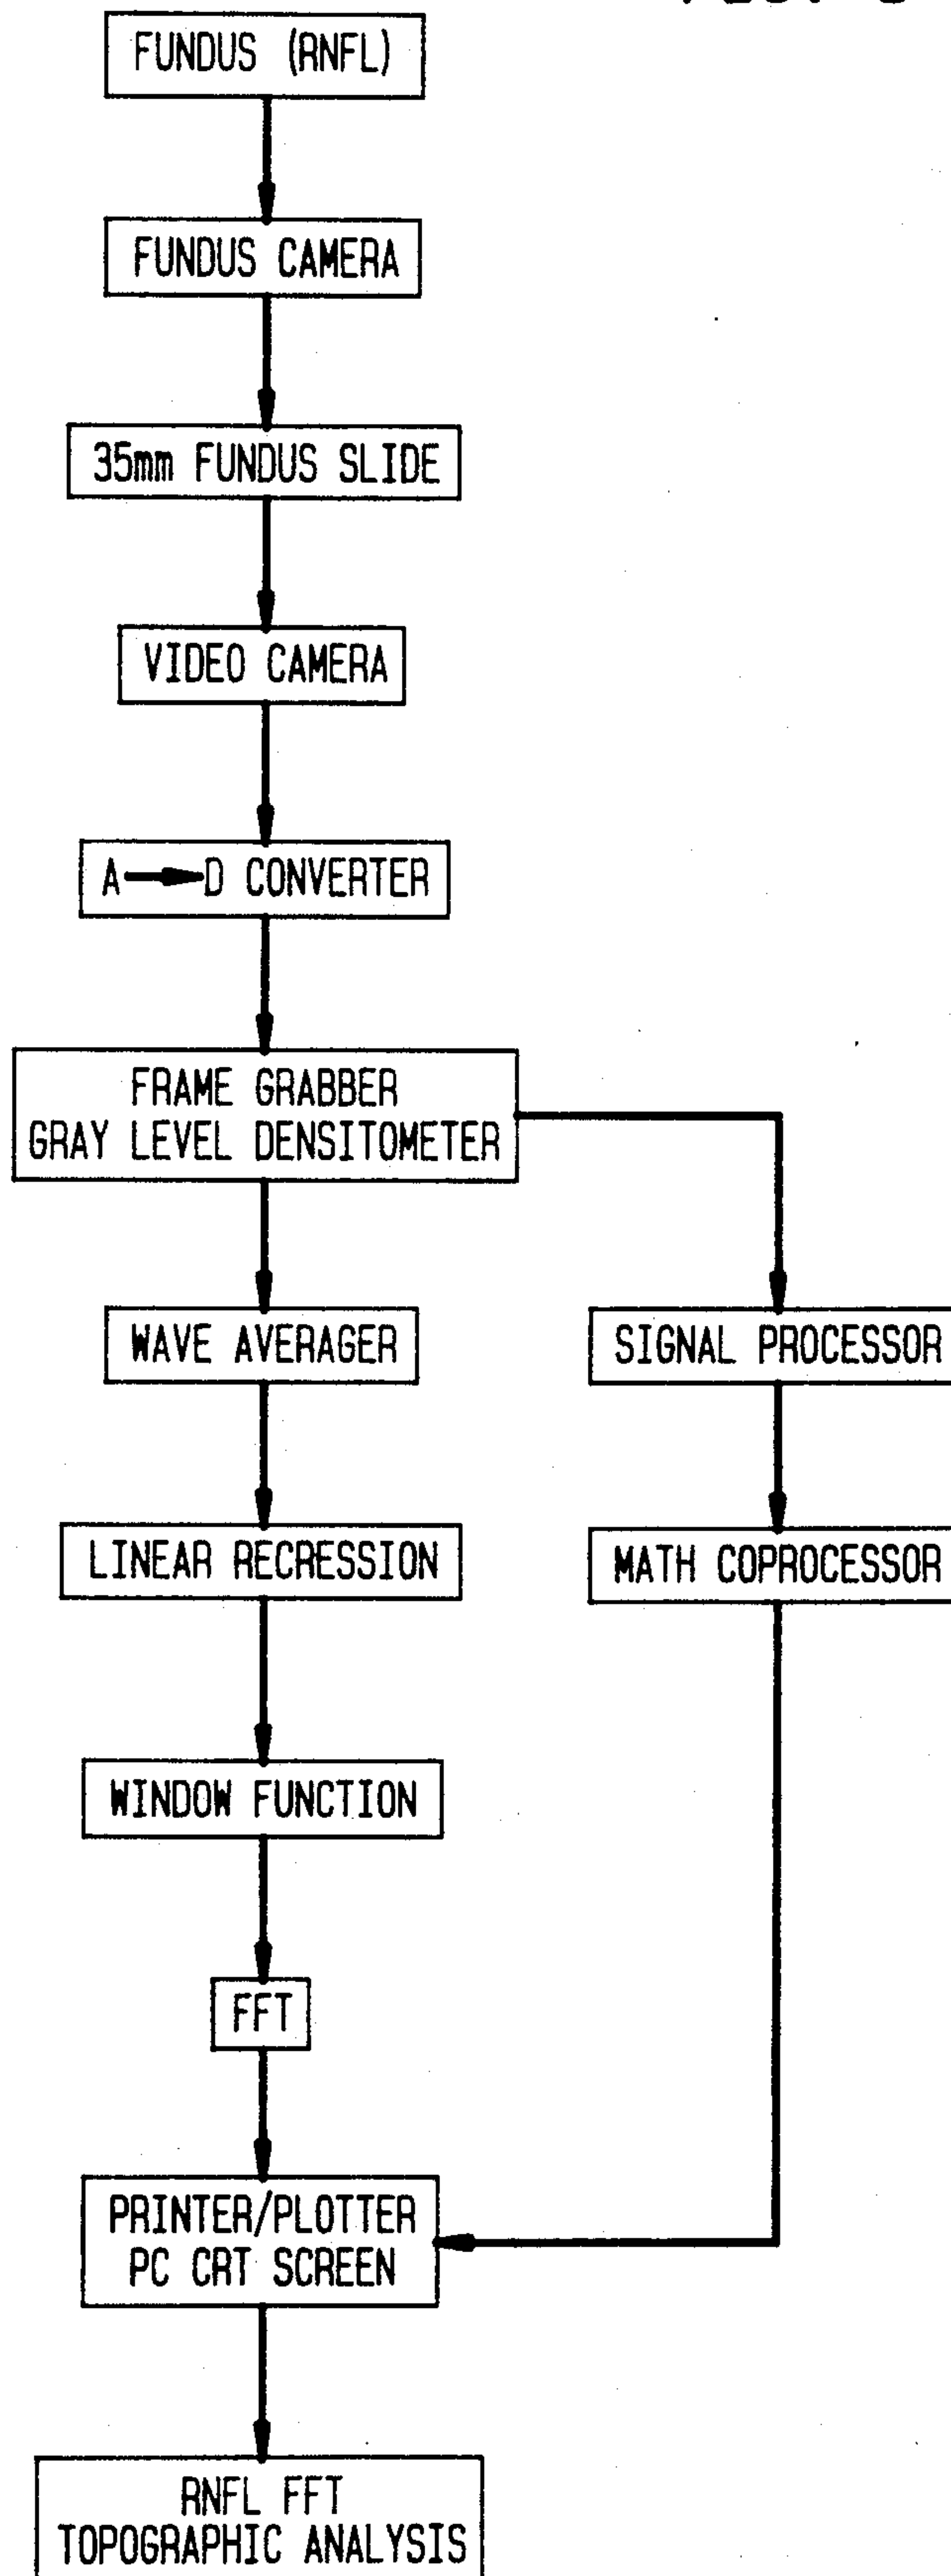 FUNDUS (RNFL)
FUNDUS CAMERA
35mm FUNDUS SLIDE
VIDEO CAMERA
A D CONVERTER
FRAME GRABBER
GRAY LEVEL DENSITOMETER
WAVE AVERAGER
SIGNAL PROCESSOR
LINEAR RECRESSION
MATH COPROCESSOR
WINDOW FUNCTION
FFT
PRINTER/PLOTTER
PC CRT SCREEN
RNFL FFT
TOPOGRAPHIC ANALYSIS